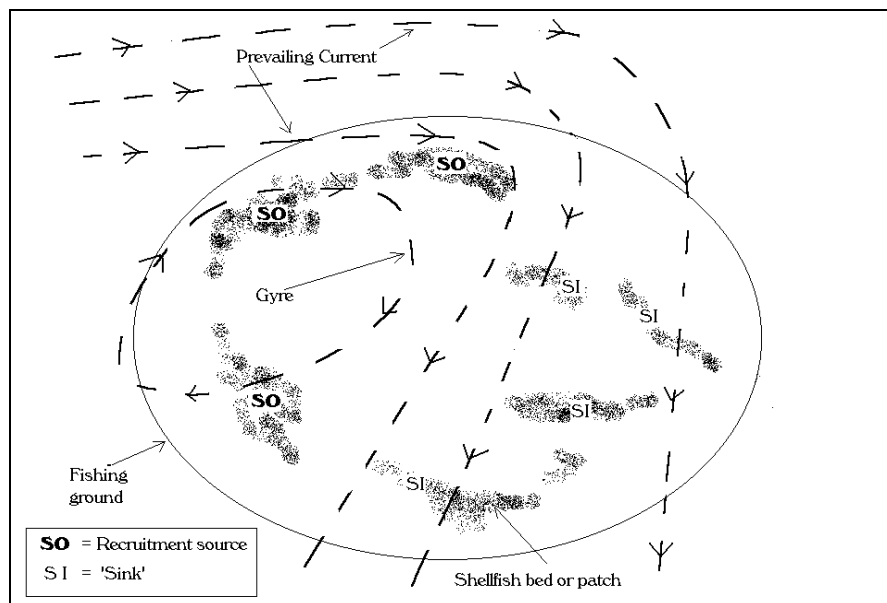 Prevailing Current
SO
SO
Gyre
SI
SI
SO
SI
SI
Fishing
ground
Shellfish bed or patch
SO = Recruitment source
SI = 'Sink'